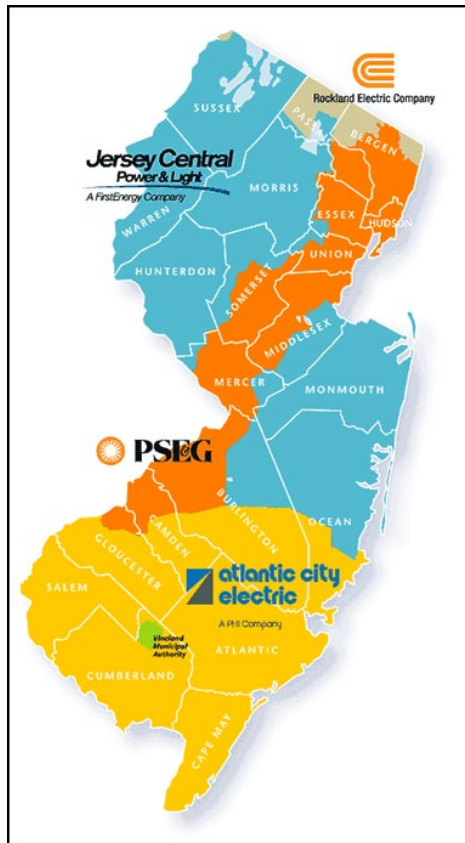 Rockland Electric Company
SUSSEX
PASSAIC
BERGEN
Jersey Central
Power & Light
A FirstEnergy Company
MORRIS
ESSEX
HUDSON
WARREN
UNION
HUNTERDON
SOMERSET
MIDDLESEX
MERCER
MONMOUTH
PSE&G
BURLINGTON
OCEAN
CAMDEN
GLOUCESTER
SALEM
atlantic city
electric
A PHI Company
Vineland
Municipal
Authority
ATLANTIC
CUMBERLAND
CAPE MAY